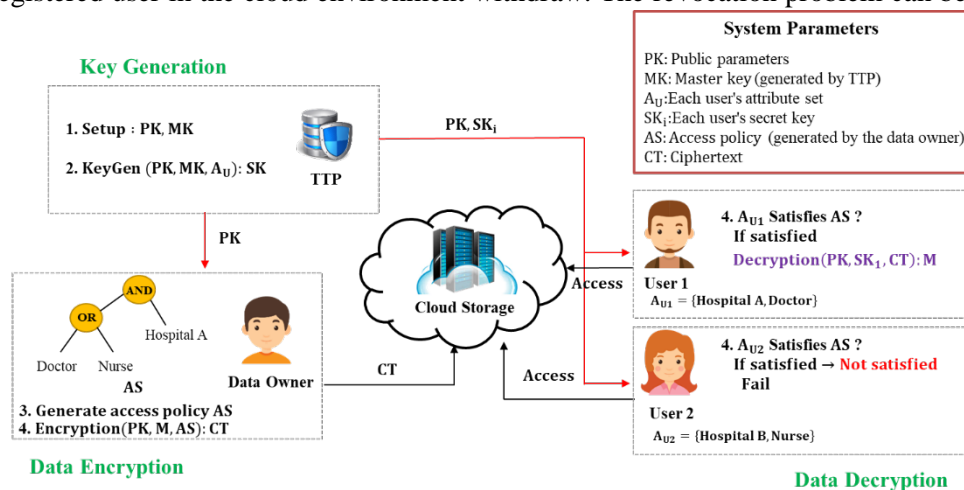 egistered user in the cloud environment withdraw. The revocation problem can be
Key Generation
1. Setup : PK, MK
2. KeyGen (PK, MK, A_U): SK
TTP
PK, SK_i
System Parameters
PK: Public parameters
MK: Master key (generated by TTP)
A_U:Each user's attribute set
SK_i:Each user's secret key
AS: Access policy (generated by the data owner)
CT: Ciphertext
PK
AND
OR
Hospital A
Doctor
Nurse
AS
Data Owner
3. Generate access policy AS
4. Encryption(PK, M, AS): CT
Data Encryption
CT
Cloud Storage
Access
Access
4. A_U1 Satisfies AS ?
If satisfied
Decryption(PK, SK_1, CT): M
User 1
A_U1 = {Hospital A, Doctor}
4. A_U2 Satisfies AS ?
If satisfied → Not satisfied
Fail
User 2
A_U2 = {Hospital B, Nurse}
Data Decryption